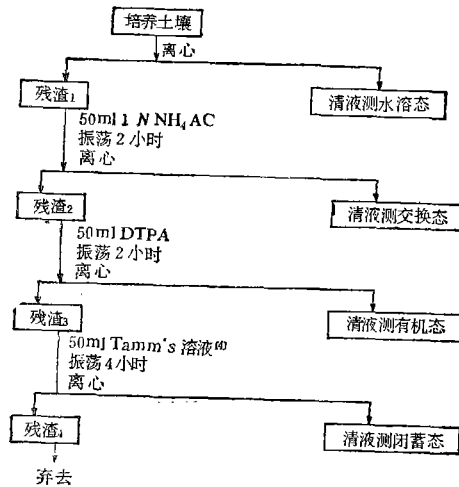 培养土壤
离心
残渣₁
清液测水溶态
50ml 1 N NH₄AC
振荡2小时
离心
残渣₂
清液测交换态
50ml DTPA
振荡2小时
离心
残渣₃
清液测有机态
50ml Tamm's 溶液⁽⁴⁾
振荡4小时
离心
残渣₄
清液测闭蓄态
弃去